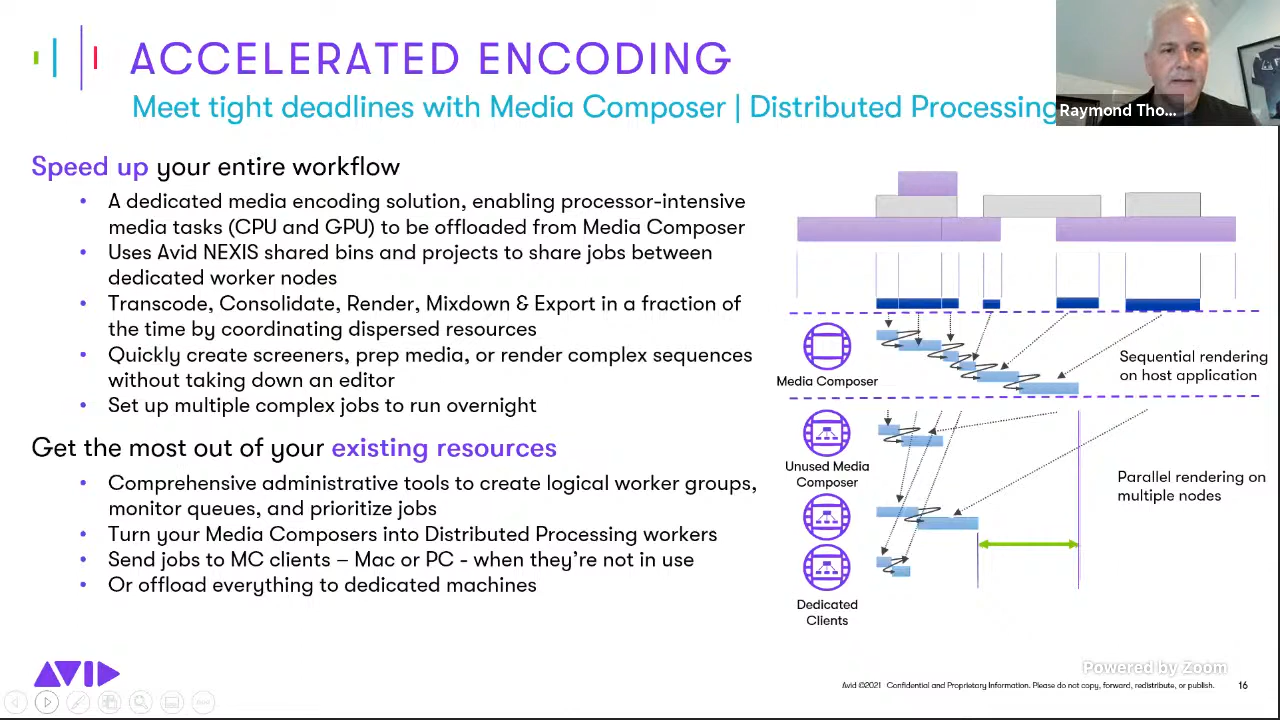 ACCELERATED ENCODING
Meet tight deadlines with Media Composer | Distributed Processing
Raymond Tho...
Speed up your entire workflow
• A dedicated media encoding solution, enabling processor-intensive
media tasks (CPU and GPU) to be offloaded from Media Composer
• Uses Avid NEXIS shared bins and projects to share jobs between
dedicated worker nodes
• Transcode, Consolidate, Render, Mixdown & Export in a fraction of
the time by coordinating dispersed resources
• Quickly create screeners, prep media, or render complex sequences
without taking down an editor
• Set up multiple complex jobs to run overnight
Get the most out of your existing resources
• Comprehensive administrative tools to create logical worker groups,
monitor queues, and prioritize jobs
• Turn your Media Composers into Distributed Processing workers
• Send jobs to MC clients – Mac or PC - when they're not in use
• Or offload everything to dedicated machines
Media Composer
Sequential rendering
on host application
Unused Media
Composer
Parallel rendering on
multiple nodes
Dedicated
Clients
AVID
Powered by Zoom
Avid ©2021 Confidential and Proprietary Information. Please do not copy, forward, redistribute, or publish.
16